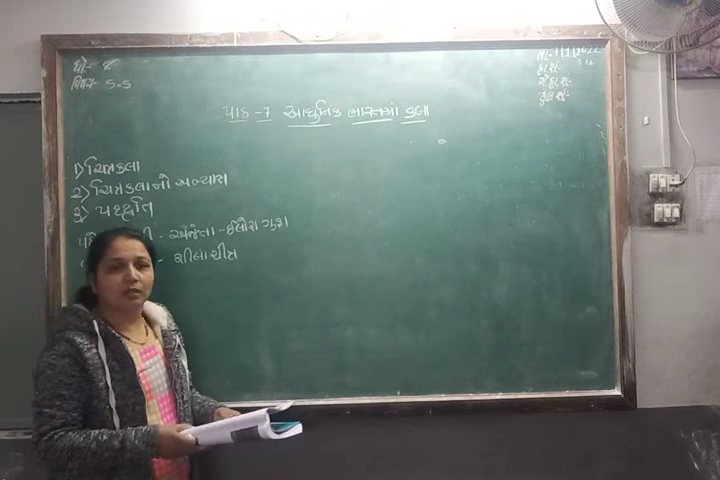 ધો:- ૮
વિષય:- S.S
પાઠ -7 આધુનિક ભારતમાં કલા
1) ચિત્રકલા
2) ચિત્રકલાનો અભ્યાસ
3) પદ્ધતિ
અજંતા - ઈલોરા ગુફા
- શીલાચીત્ર
તા:-
હા.સં:-
ગે.હા.સં:-
કુલ સં:-